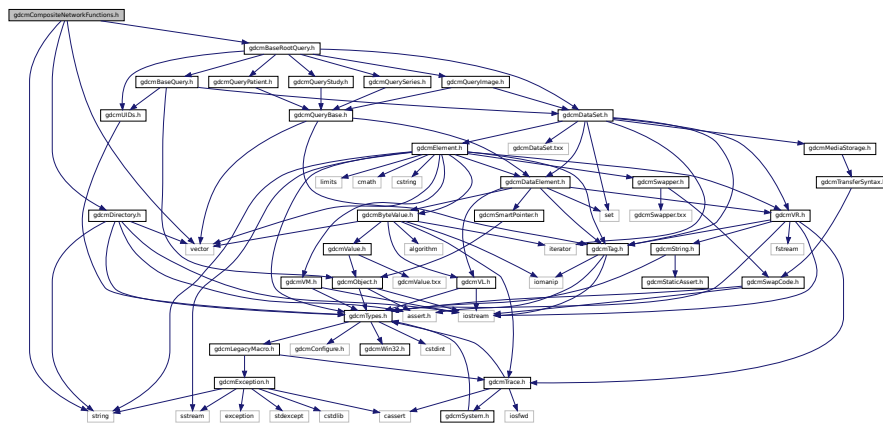 gdcmCompositeNetworkFunctions.h
gdcmBaseRootQuery.h
gdcmBaseQuery.h
gdcmQueryPatient.h
gdcmQueryStudy.h
gdcmQuerySeries.h
gdcmQueryImage.h
gdcmUIDs.h
gdcmQueryBase.h
gdcmDataSet.h
gdcmElement.h
gdcmDataSet.txx
gdcmMediaStorage.h
limits
cmath
cstring
gdcmDataElement.h
gdcmSwapper.h
gdcmTransferSyntax.h
gdcmDirectory.h
gdcmByteValue.h
gdcmSmartPointer.h
set
gdcmSwapper.txx
gdcmVR.h
vector
gdcmValue.h
algorithm
iterator
gdcmTag.h
gdcmString.h
fstream
gdcmVM.h
gdcmObject.h
gdcmValue.txx
gdcmVL.h
iomanip
gdcmStaticAssert.h
gdcmSwapCode.h
gdcmTypes.h
assert.h
iostream
gdcmLegacyMacro.h
gdcmConfigure.h
gdcmWin32.h
cstdint
gdcmException.h
gdcmTrace.h
string
sstream
exception
stdexcept
cstdlib
cassert
gdcmSystem.h
iosfwd